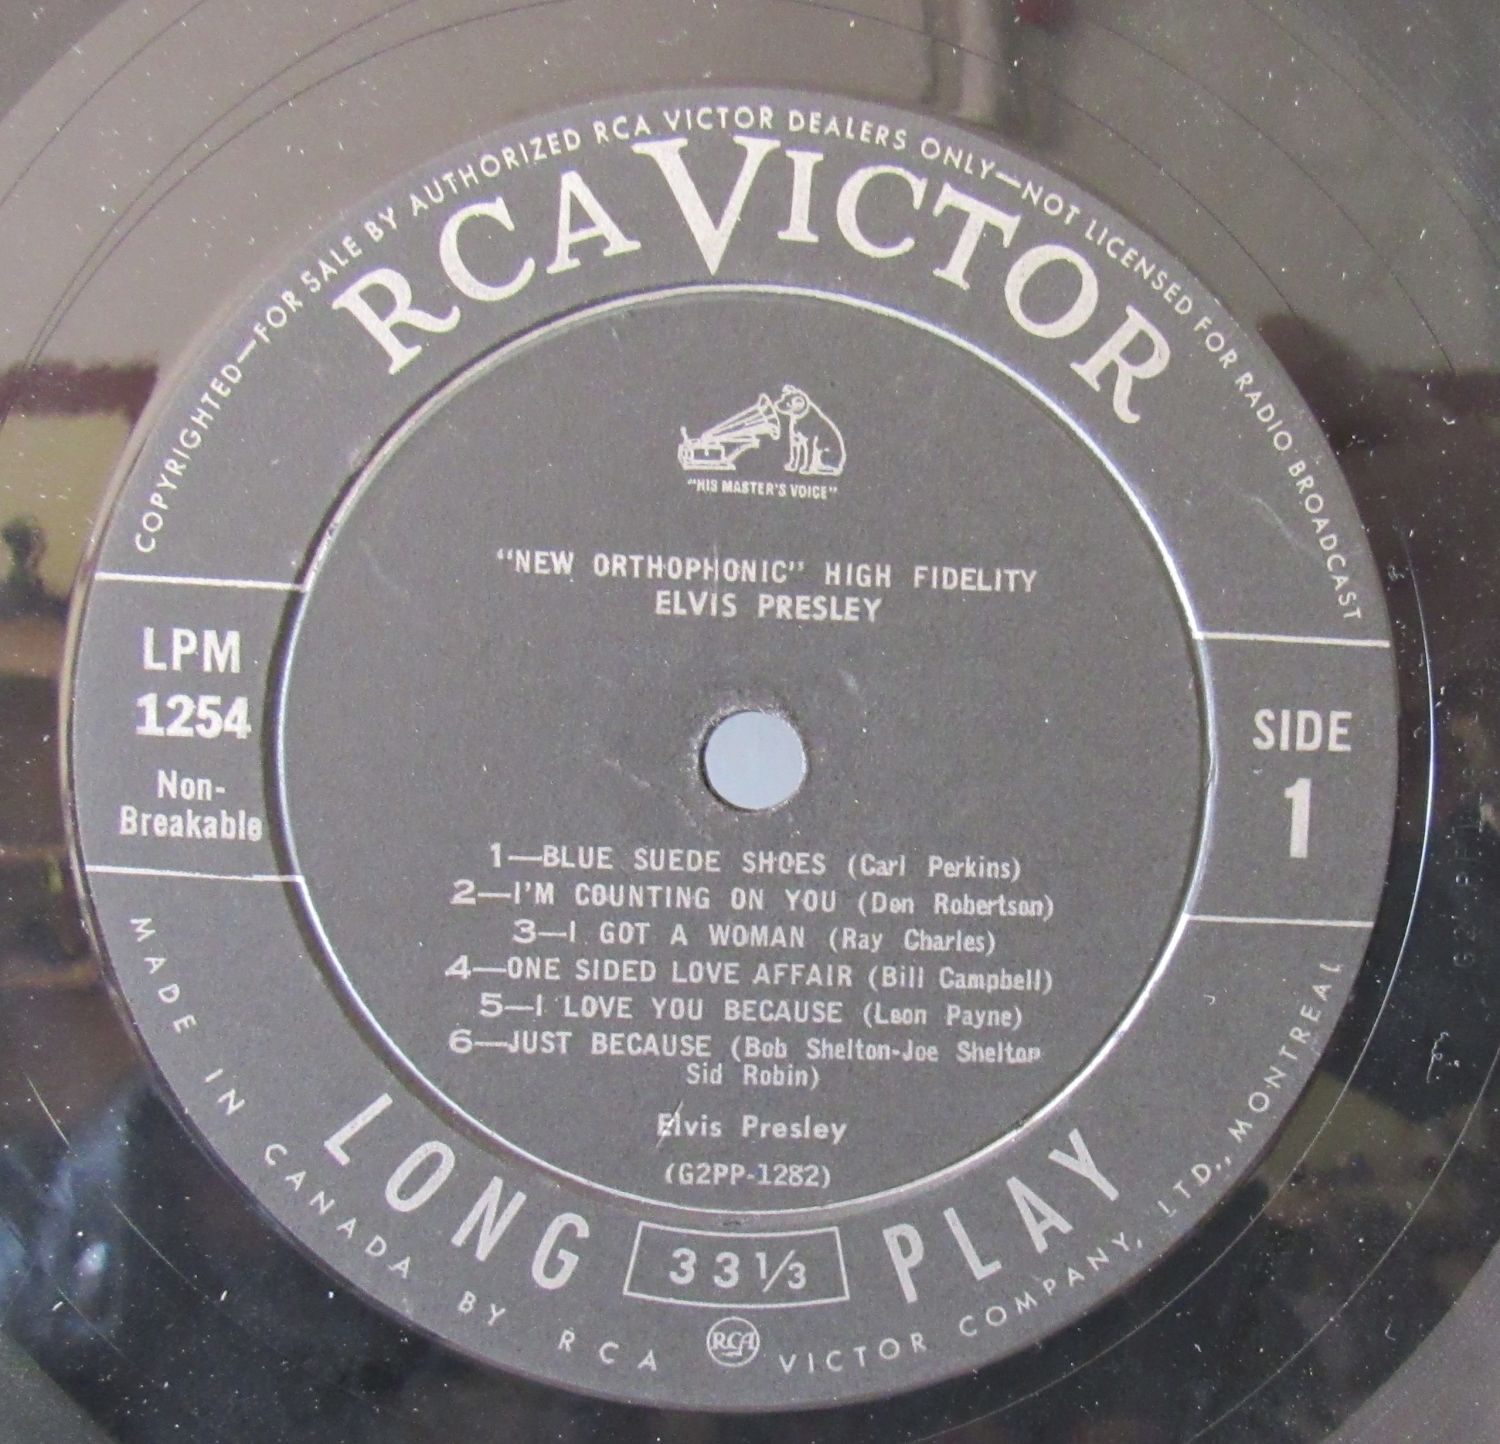 COPYRIGHTED—FOR SALE BY AUTHORIZED RCA VICTOR DEALERS ONLY—NOT LICENSED FOR RADIO BROADCAST
RCA VICTOR
"HIS MASTER'S VOICE"
"NEW ORTHOPHONIC" HIGH FIDELITY
ELVIS PRESLEY
LPM
1254
Non-
Breakable
SIDE
1
1—BLUE SUEDE SHOES (Carl Perkins)
2—I'M COUNTING ON YOU (Don Robertson)
3—I GOT A WOMAN (Ray Charles)
4—ONE SIDED LOVE AFFAIR (Bill Campbell)
5—I LOVE YOU BECAUSE (Leon Payne)
6—JUST BECAUSE (Bob Shelton-Joe Shelton
Sid Robin)
Elvis Presley
(G2PP-1282)
LONG 33⅓ PLAY
MADE IN CANADA BY RCA RCA VICTOR COMPANY, LTD., MONTREAL